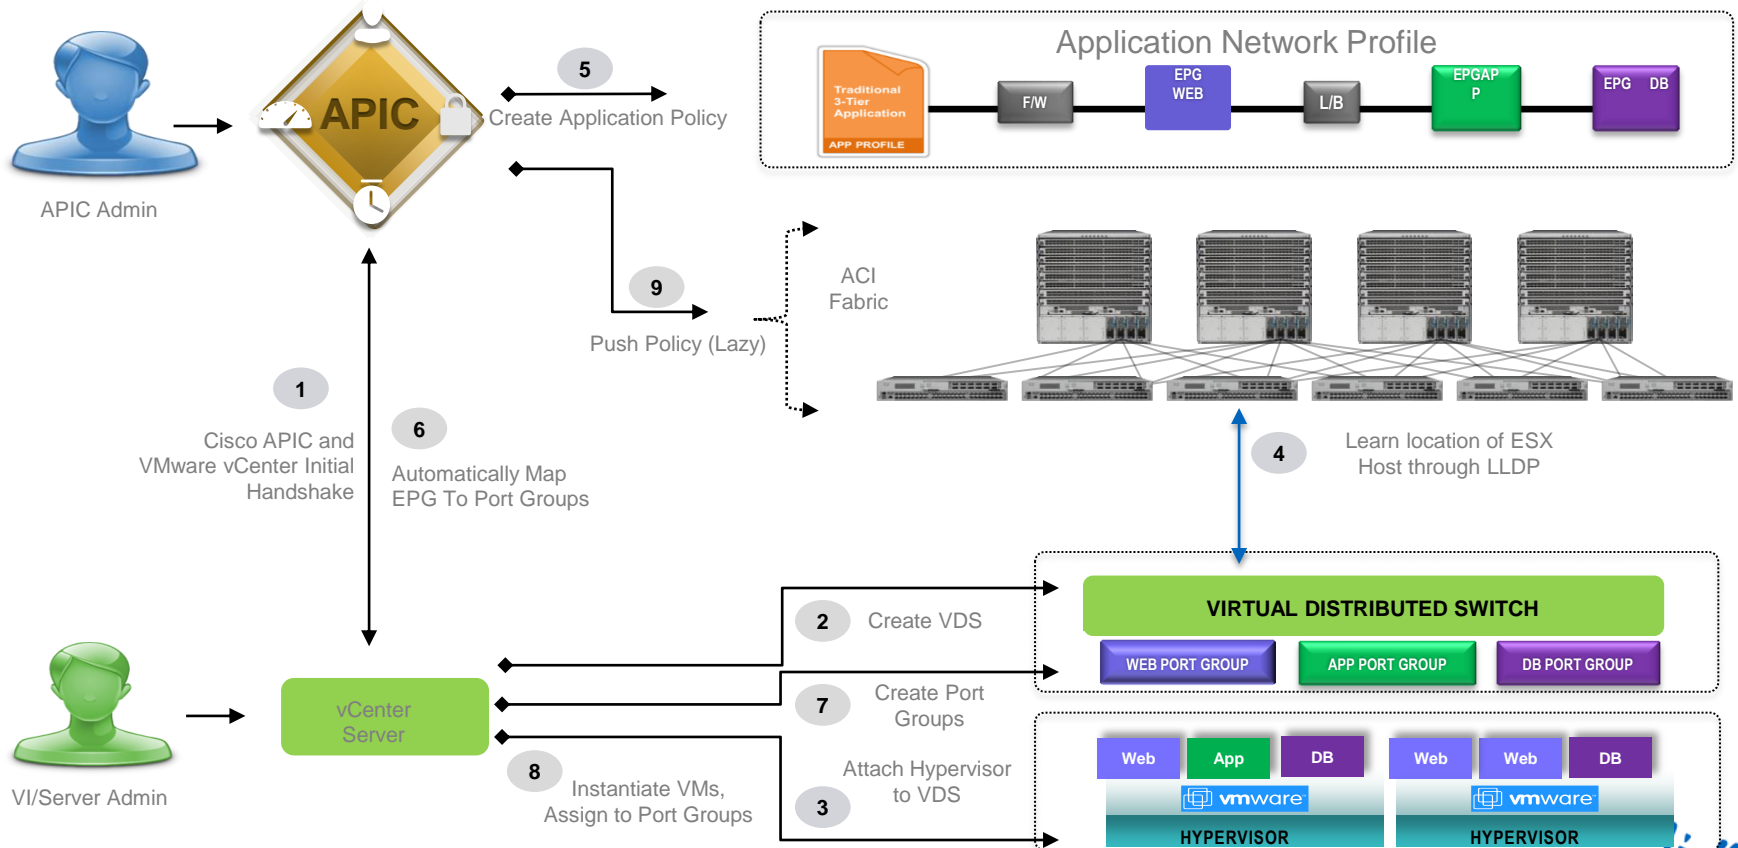 Application Network Profile
Traditional
3-Tier
Application
APP PROFILE
F/W
EPG
WEB
L/B
EPGAP
P
EPG DB
APIC
5
Create Application Policy
APIC Admin
9
Push Policy (Lazy)
ACI
Fabric
1
Cisco APIC and
VMware vCenter Initial
Handshake
6
Automatically Map
EPG To Port Groups
4
Learn location of ESX
Host through LLDP
2
Create VDS
VIRTUAL DISTRIBUTED SWITCH
WEB PORT GROUP
APP PORT GROUP
DB PORT GROUP
vCenter
Server
7
Create Port
Groups
VI/Server Admin
8
Instantiate VMs,
Assign to Port Groups
3
Attach Hypervisor
to VDS
Web
App
DB
vmware
HYPERVISOR
Web
Web
DB
vmware
HYPERVISOR